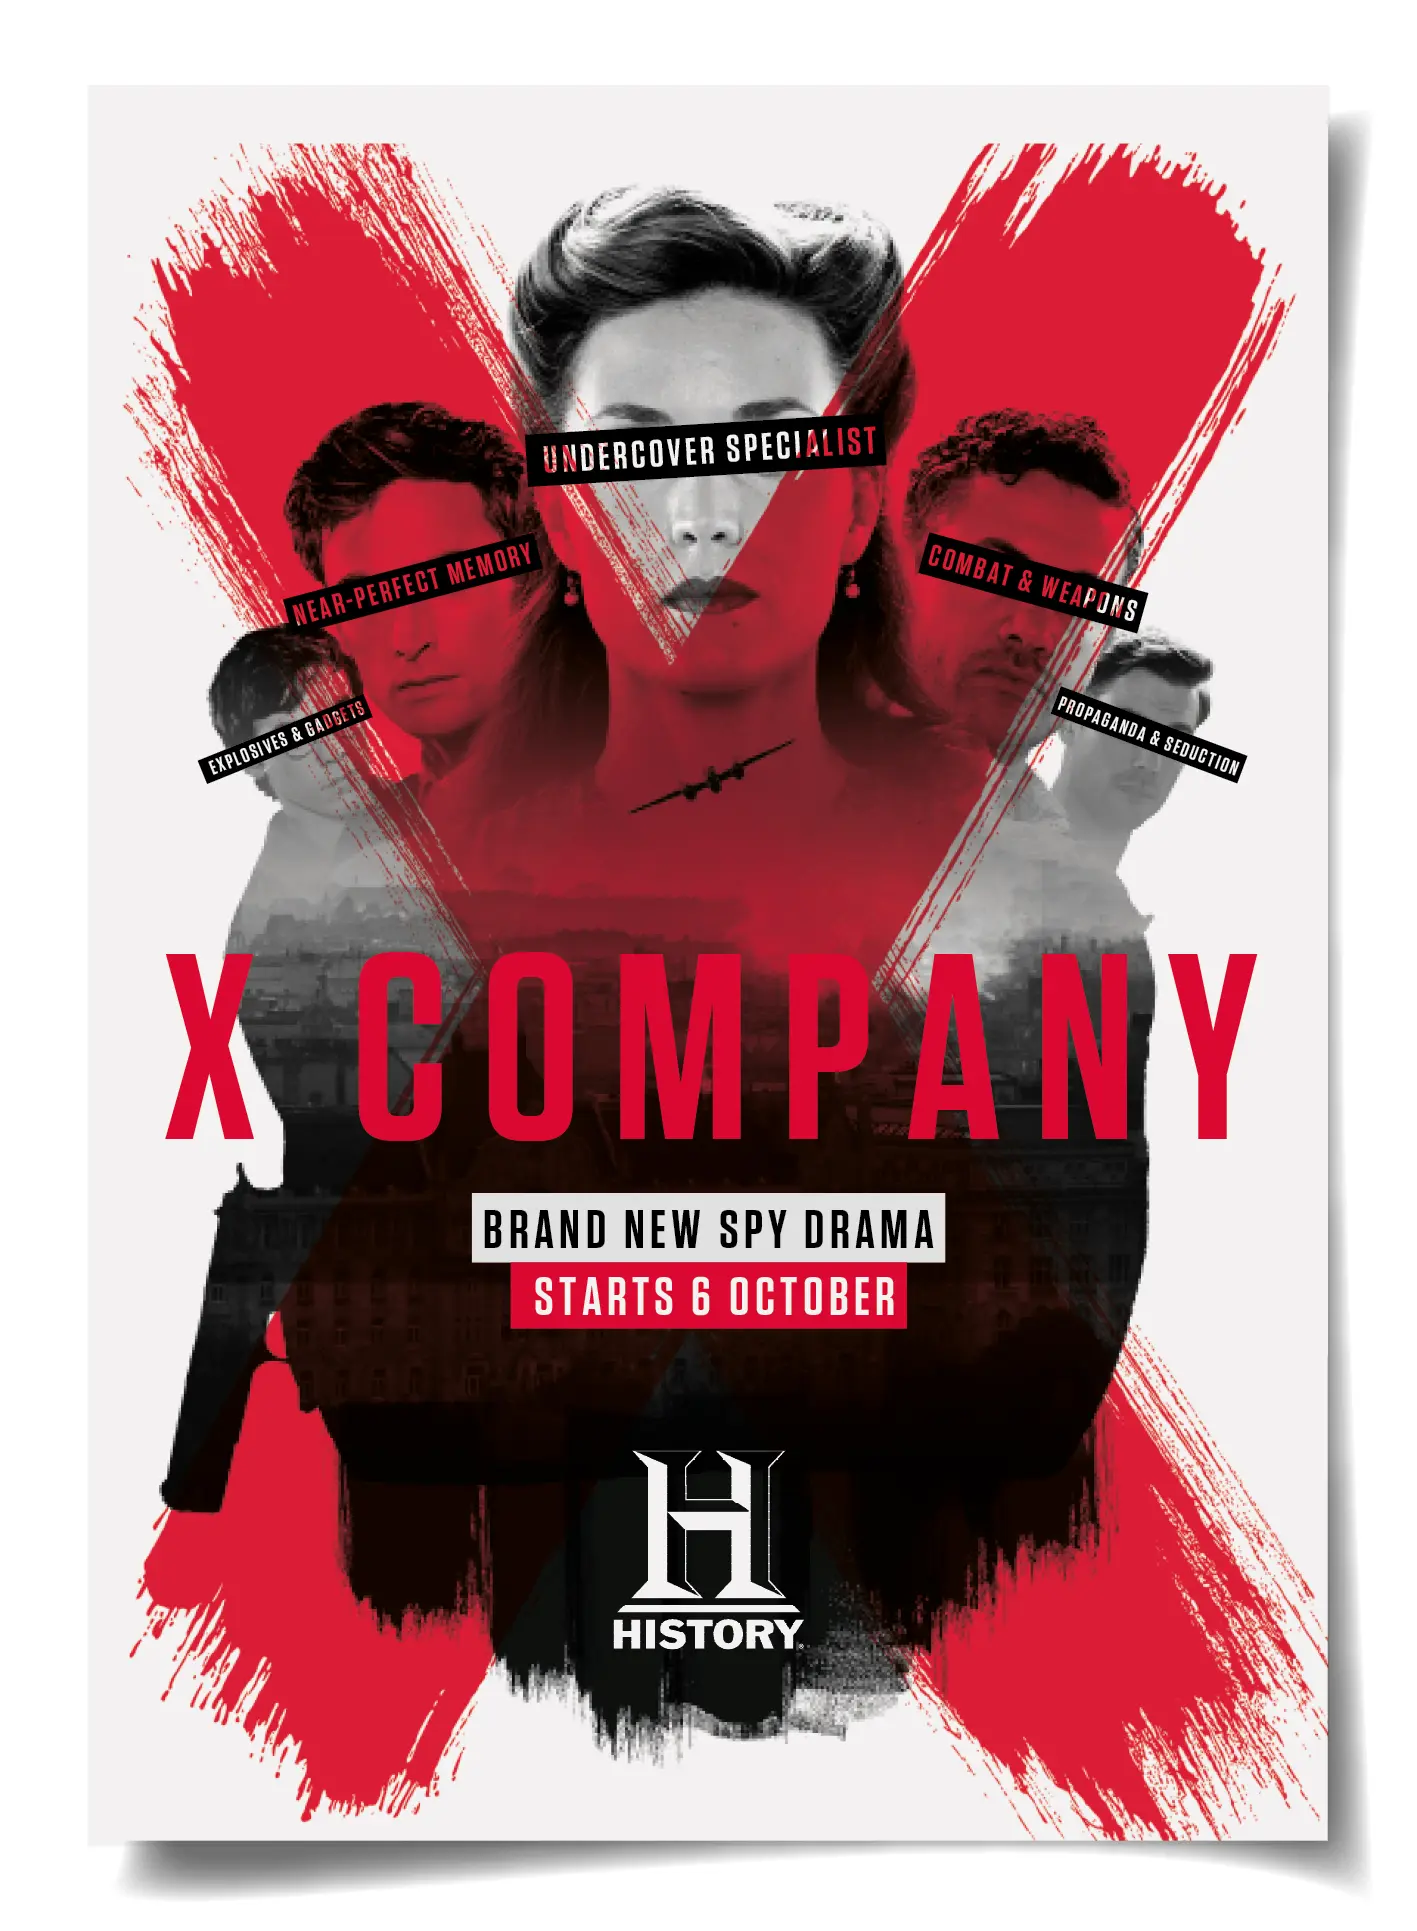 UNDERCOVER SPECIALIST
NEAR-PERFECT MEMORY
COMBAT & WEAPONS
EXPLOSIVES & GADGETS
PROPAGANDA & SEDUCTION
X COMPANY
BRAND NEW SPY DRAMA
STARTS 6 OCTOBER
H
HISTORY®